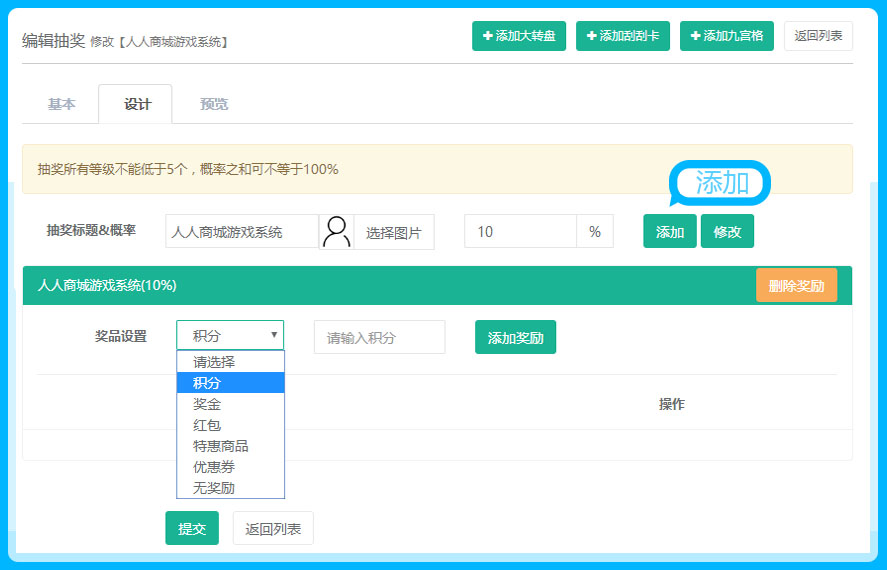 编辑抽奖 修改【人人商城游戏系统】 添加大转盘 添加刮刮卡 添加九宫格 返回列表
基本 设计 预览
抽奖所有等级不能低于5个，概率之和可不等于100%
添加
抽奖标题&概率 人人商城游戏系统 选择图片 10 % 添加 修改
人人商城游戏系统(10%) 删除奖励
奖品设置 积分 请输入积分 添加奖励
请选择
积分
奖金 操作
红包
特惠商品
优惠券
无奖励
提交 返回列表